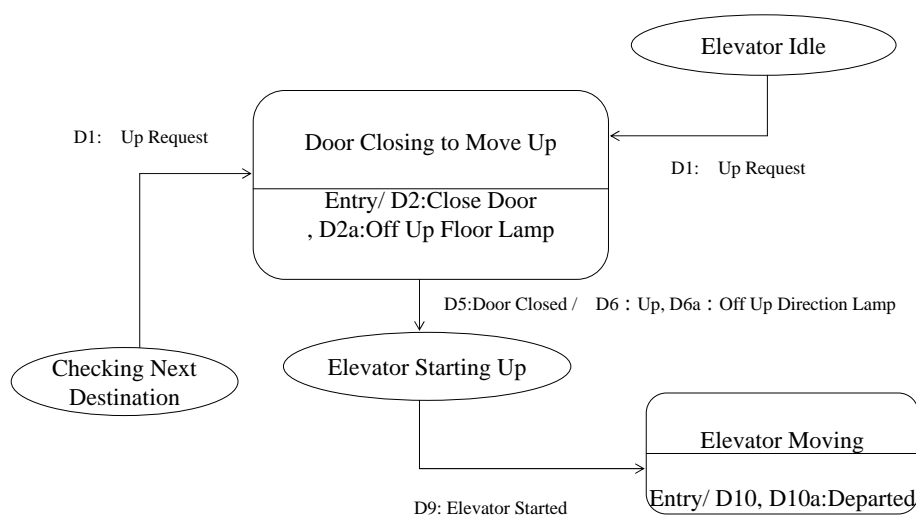 Elevator Idle
D1: Up Request
Door Closing to Move Up
D1: Up Request
Entry/ D2:Close Door
, D2a:Off Up Floor Lamp
D5:Door Closed / D6：Up, D6a：Off Up Direction Lamp
Checking Next
Destination
Elevator Starting Up
Elevator Moving
Entry/ D10, D10a:Departed
D9: Elevator Started